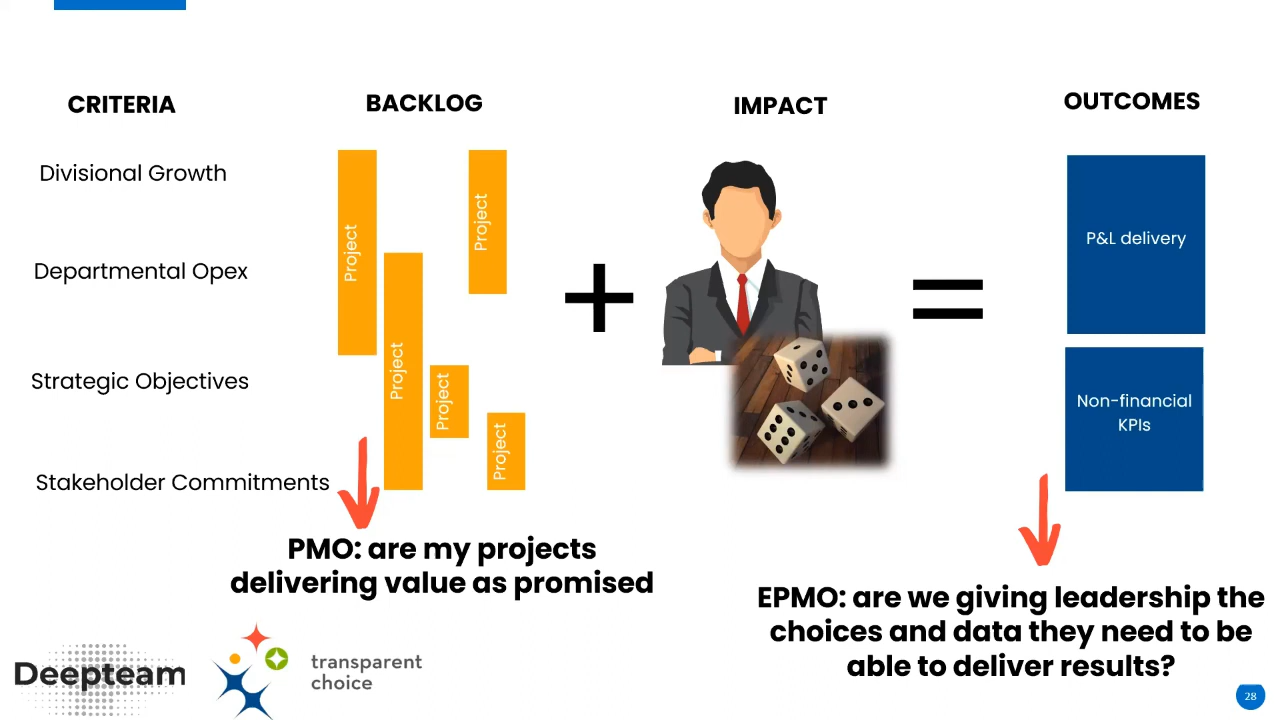 CRITERIA
BACKLOG
IMPACT
OUTCOMES
Divisional Growth
Departmental Opex
Strategic Objectives
Stakeholder Commitments
Project
Project
Project
Project
Project
P&L delivery
Non-financial
KPIs
PMO: are my projects
delivering value as promised
EPMO: are we giving leadership the
choices and data they need to be
able to deliver results?
Deepteam
transparent
choice
28